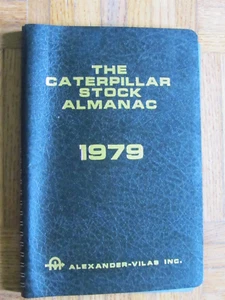 THE
CATERPILLAR
STOCK
ALMANAC
1979
ALEXANDER-VILAS INC.